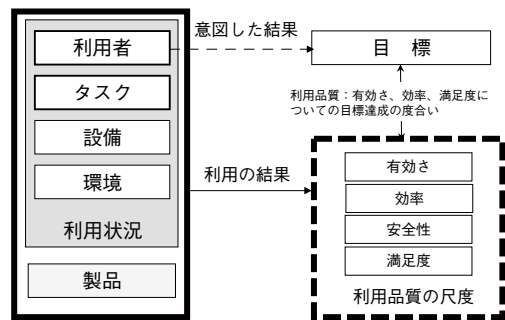 利用者
タスク
設備
環境
利用状況
製品
意図した結果
利用の結果
目　標
利用品質：有効さ、効率、満足度に
ついての目標達成の度合い
有効さ
効率
安全性
満足度
利用品質の尺度